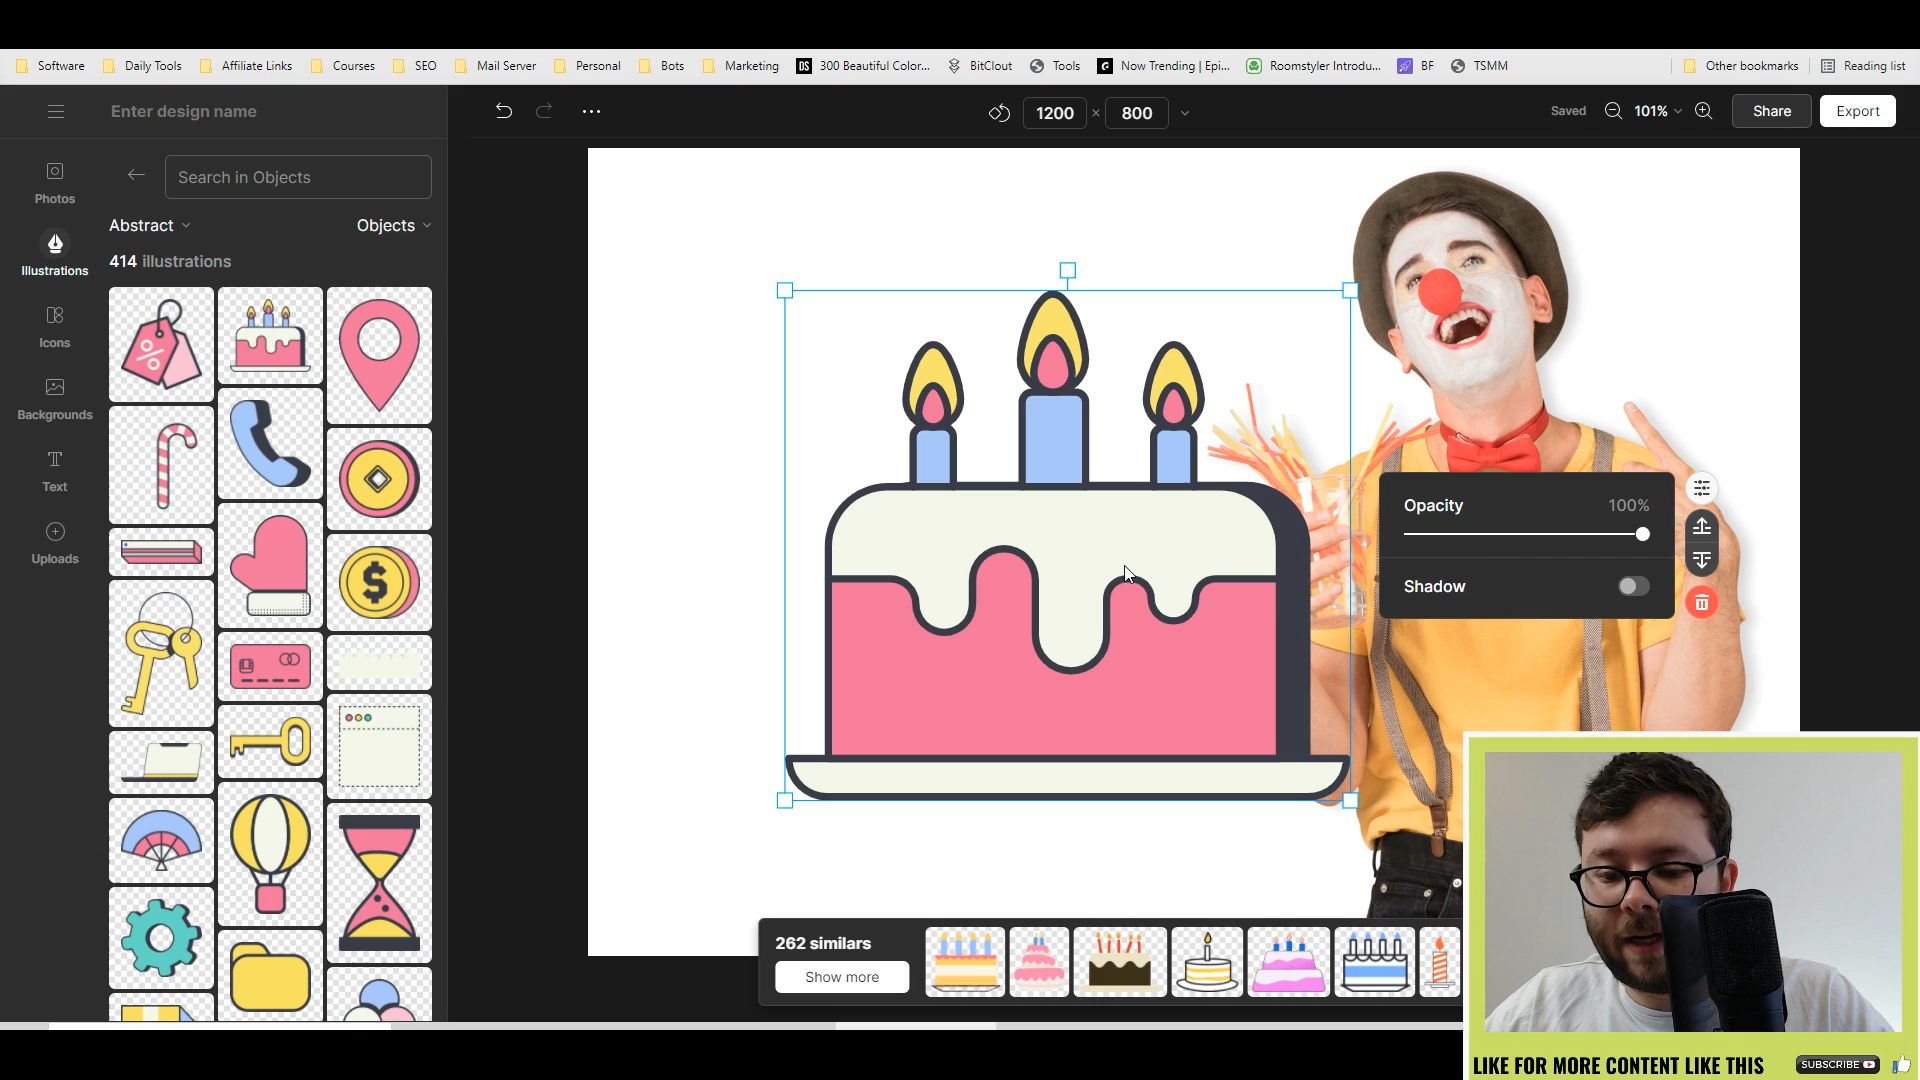 Software
Daily Tools
Affiliate Links
Courses
SEO
Mail Server
Personal
Bots
Marketing
DS
300 Beautiful Color...
BitClout
Tools
Now Trending | Epi...
Roomstyler Introdu...
BF
TSMM
Other bookmarks
Reading list
Enter design name
1200 × 800
Saved
101%
Share
Export
Photos
Illustrations
Icons
Backgrounds
Text
Uploads
Search in Objects
Abstract
Objects
414 illustrations
%
$
Opacity 100%
Shadow
262 similars
Show more
LIKE FOR MORE CONTENT LIKE THIS
SUBSCRIBE